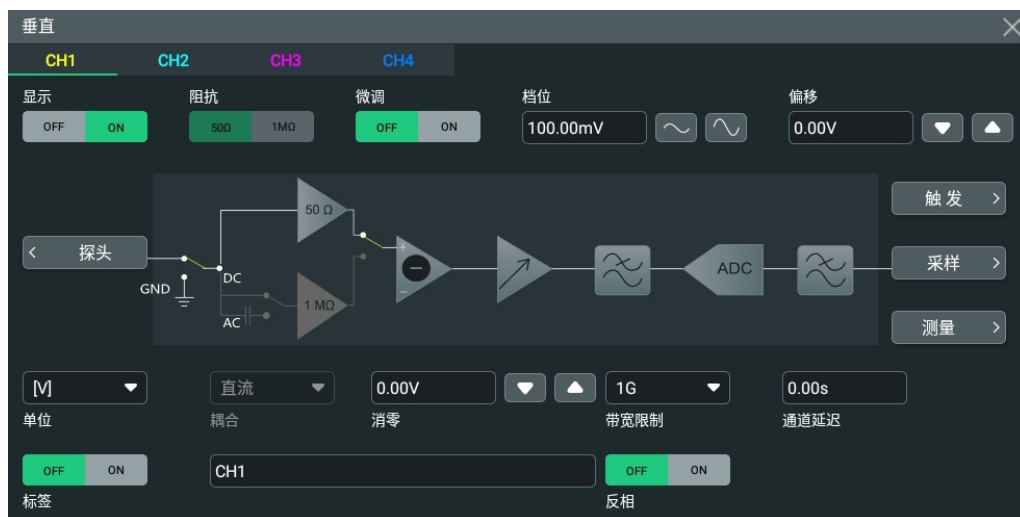 垂直
CH1 CH2 CH3 CH4
显示 阻抗 微调 档位 偏移
OFF ON 50Ω 1MΩ OFF ON 100.00mV 0.00V
触发 >
50 Ω
< 探头
+
采样 >
DC
ADC
GND
−
1 MΩ
AC
测量 >
[V] 直流 0.00V 1G 0.00s
单位 耦合 消零 带宽限制 通道延迟
OFF ON CH1 OFF ON
标签 反相